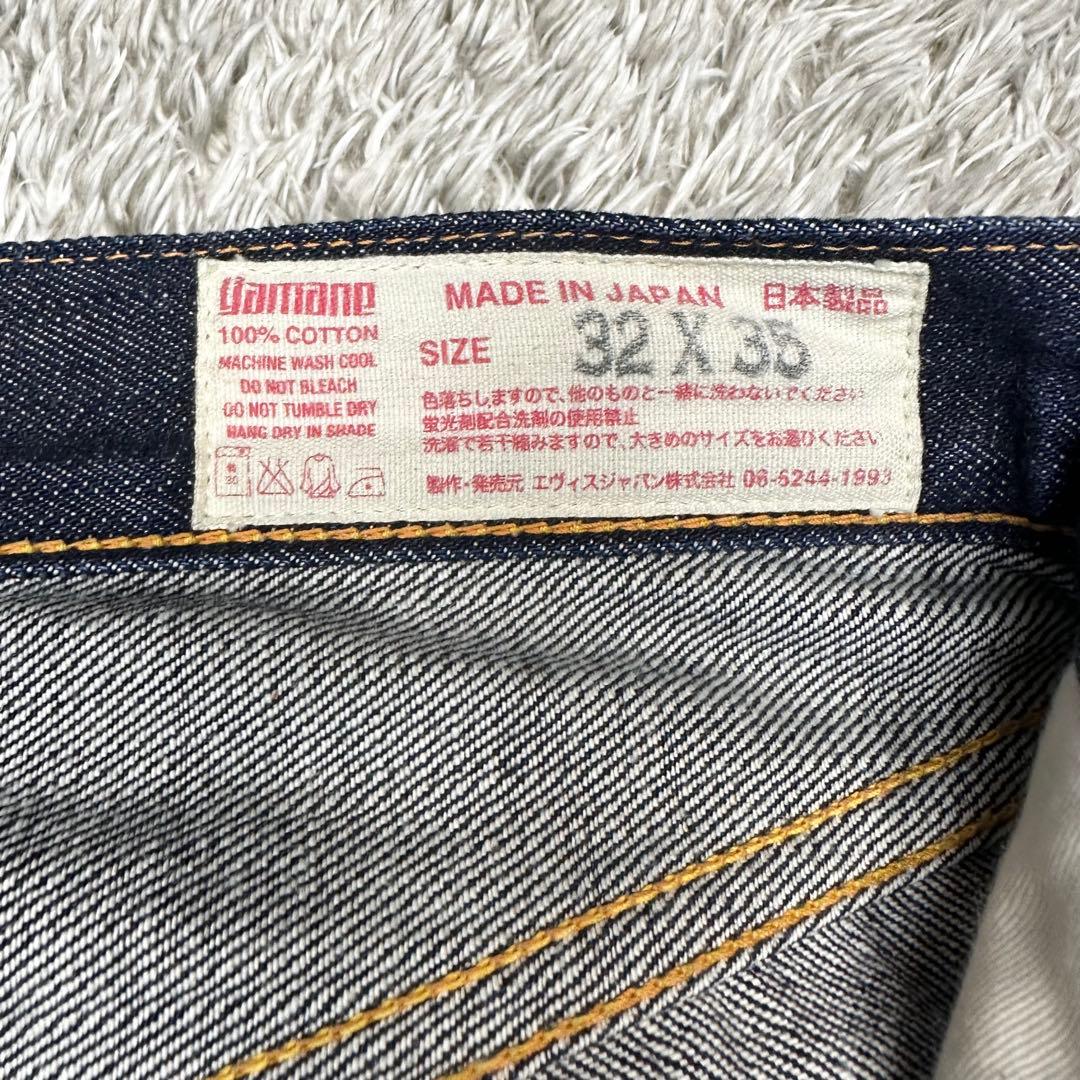 Yamane
100% COTTON
MACHINE WASH COOL
DO NOT BLEACH
DO NOT TUMBLE DRY
HANG DRY IN SHADE
MADE IN JAPAN 日本製品
SIZE 32 X 35
色落ちしますので、他のものと一緒に洗わないでください
蛍光剤配合洗剤の使用禁止
洗濯で若干縮みますので、大きめのサイズをお選びください
製作・発売元 エヴィスジャパン株式会社 06-6244-1993